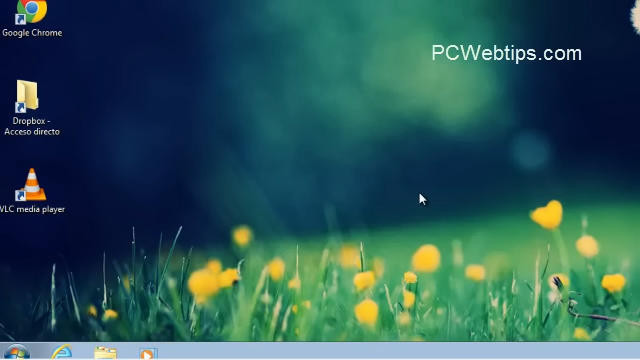 Google Chrome
PCWebtips.com
Dropbox -
Acceso directo
VLC media player